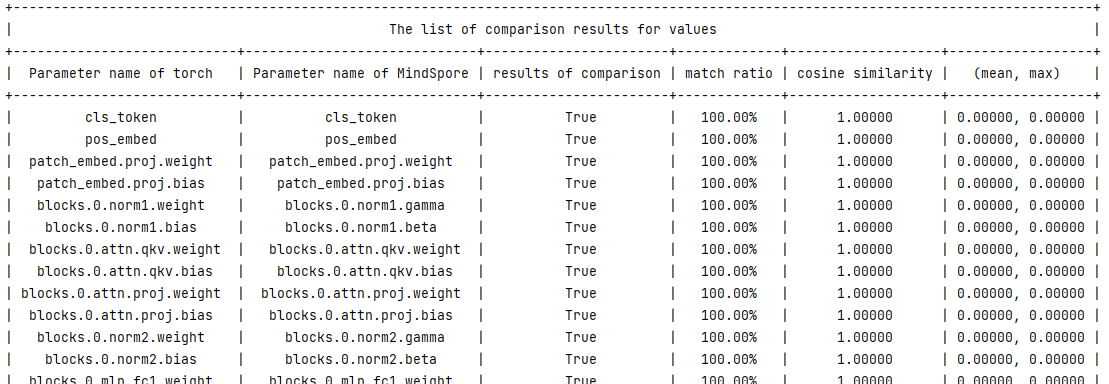 The list of comparison results for values
Parameter name of torch | Parameter name of MindSpore | results of comparison | match ratio | cosine similarity | (mean, max)
cls_token | cls_token | True | 100.00% | 1.00000 | 0.00000, 0.00000
pos_embed | pos_embed | True | 100.00% | 1.00000 | 0.00000, 0.00000
patch_embed.proj.weight | patch_embed.proj.weight | True | 100.00% | 1.00000 | 0.00000, 0.00000
patch_embed.proj.bias | patch_embed.proj.bias | True | 100.00% | 1.00000 | 0.00000, 0.00000
blocks.0.norm1.weight | blocks.0.norm1.gamma | True | 100.00% | 1.00000 | 0.00000, 0.00000
blocks.0.norm1.bias | blocks.0.norm1.beta | True | 100.00% | 1.00000 | 0.00000, 0.00000
blocks.0.attn.qkv.weight | blocks.0.attn.qkv.weight | True | 100.00% | 1.00000 | 0.00000, 0.00000
blocks.0.attn.qkv.bias | blocks.0.attn.qkv.bias | True | 100.00% | 1.00000 | 0.00000, 0.00000
blocks.0.attn.proj.weight | blocks.0.attn.proj.weight | True | 100.00% | 1.00000 | 0.00000, 0.00000
blocks.0.attn.proj.bias | blocks.0.attn.proj.bias | True | 100.00% | 1.00000 | 0.00000, 0.00000
blocks.0.norm2.weight | blocks.0.norm2.gamma | True | 100.00% | 1.00000 | 0.00000, 0.00000
blocks.0.norm2.bias | blocks.0.norm2.beta | True | 100.00% | 1.00000 | 0.00000, 0.00000
blocks.0.mlp.fc1.weight | blocks.0.mlp.fc1.weight | True | 100.00% | 1.00000 | 0.00000, 0.00000